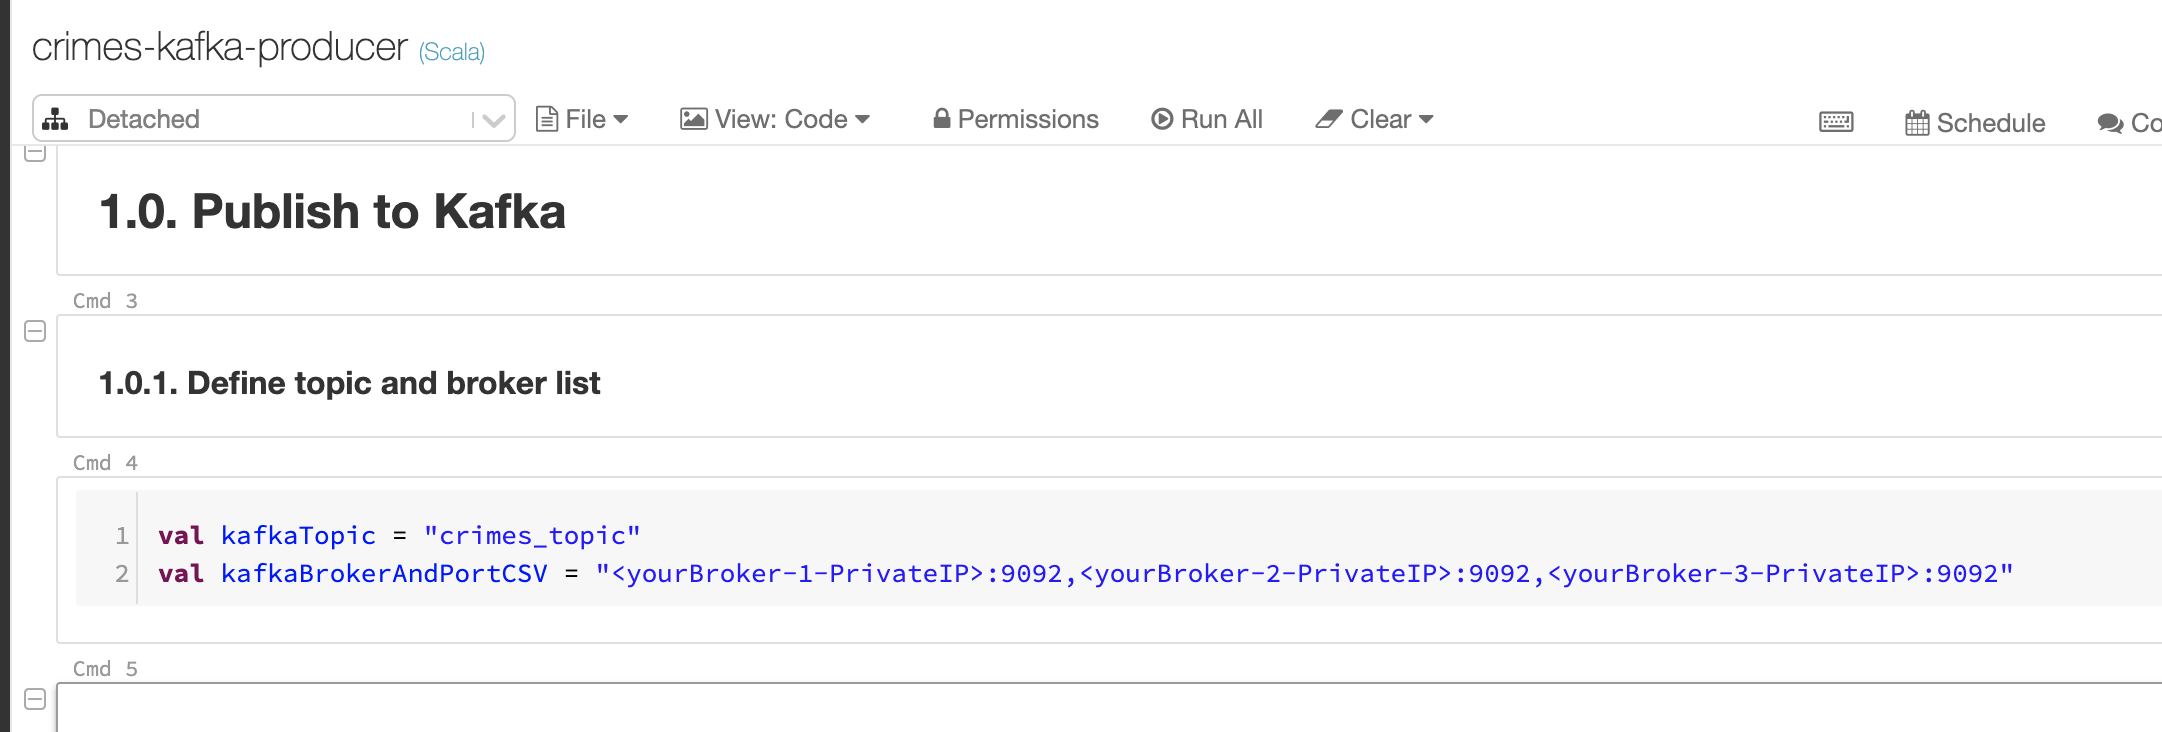 crimes-kafka-producer (Scala)
Detached File View: Code Permissions Run All Clear Schedule Co
1.0. Publish to Kafka
Cmd 3
1.0.1. Define topic and broker list
Cmd 4
1 val kafkaTopic = "crimes_topic"
2 val kafkaBrokerAndPortCSV = "<yourBroker-1-PrivateIP>:9092,<yourBroker-2-PrivateIP>:9092,<yourBroker-3-PrivateIP>:9092"
Cmd 5